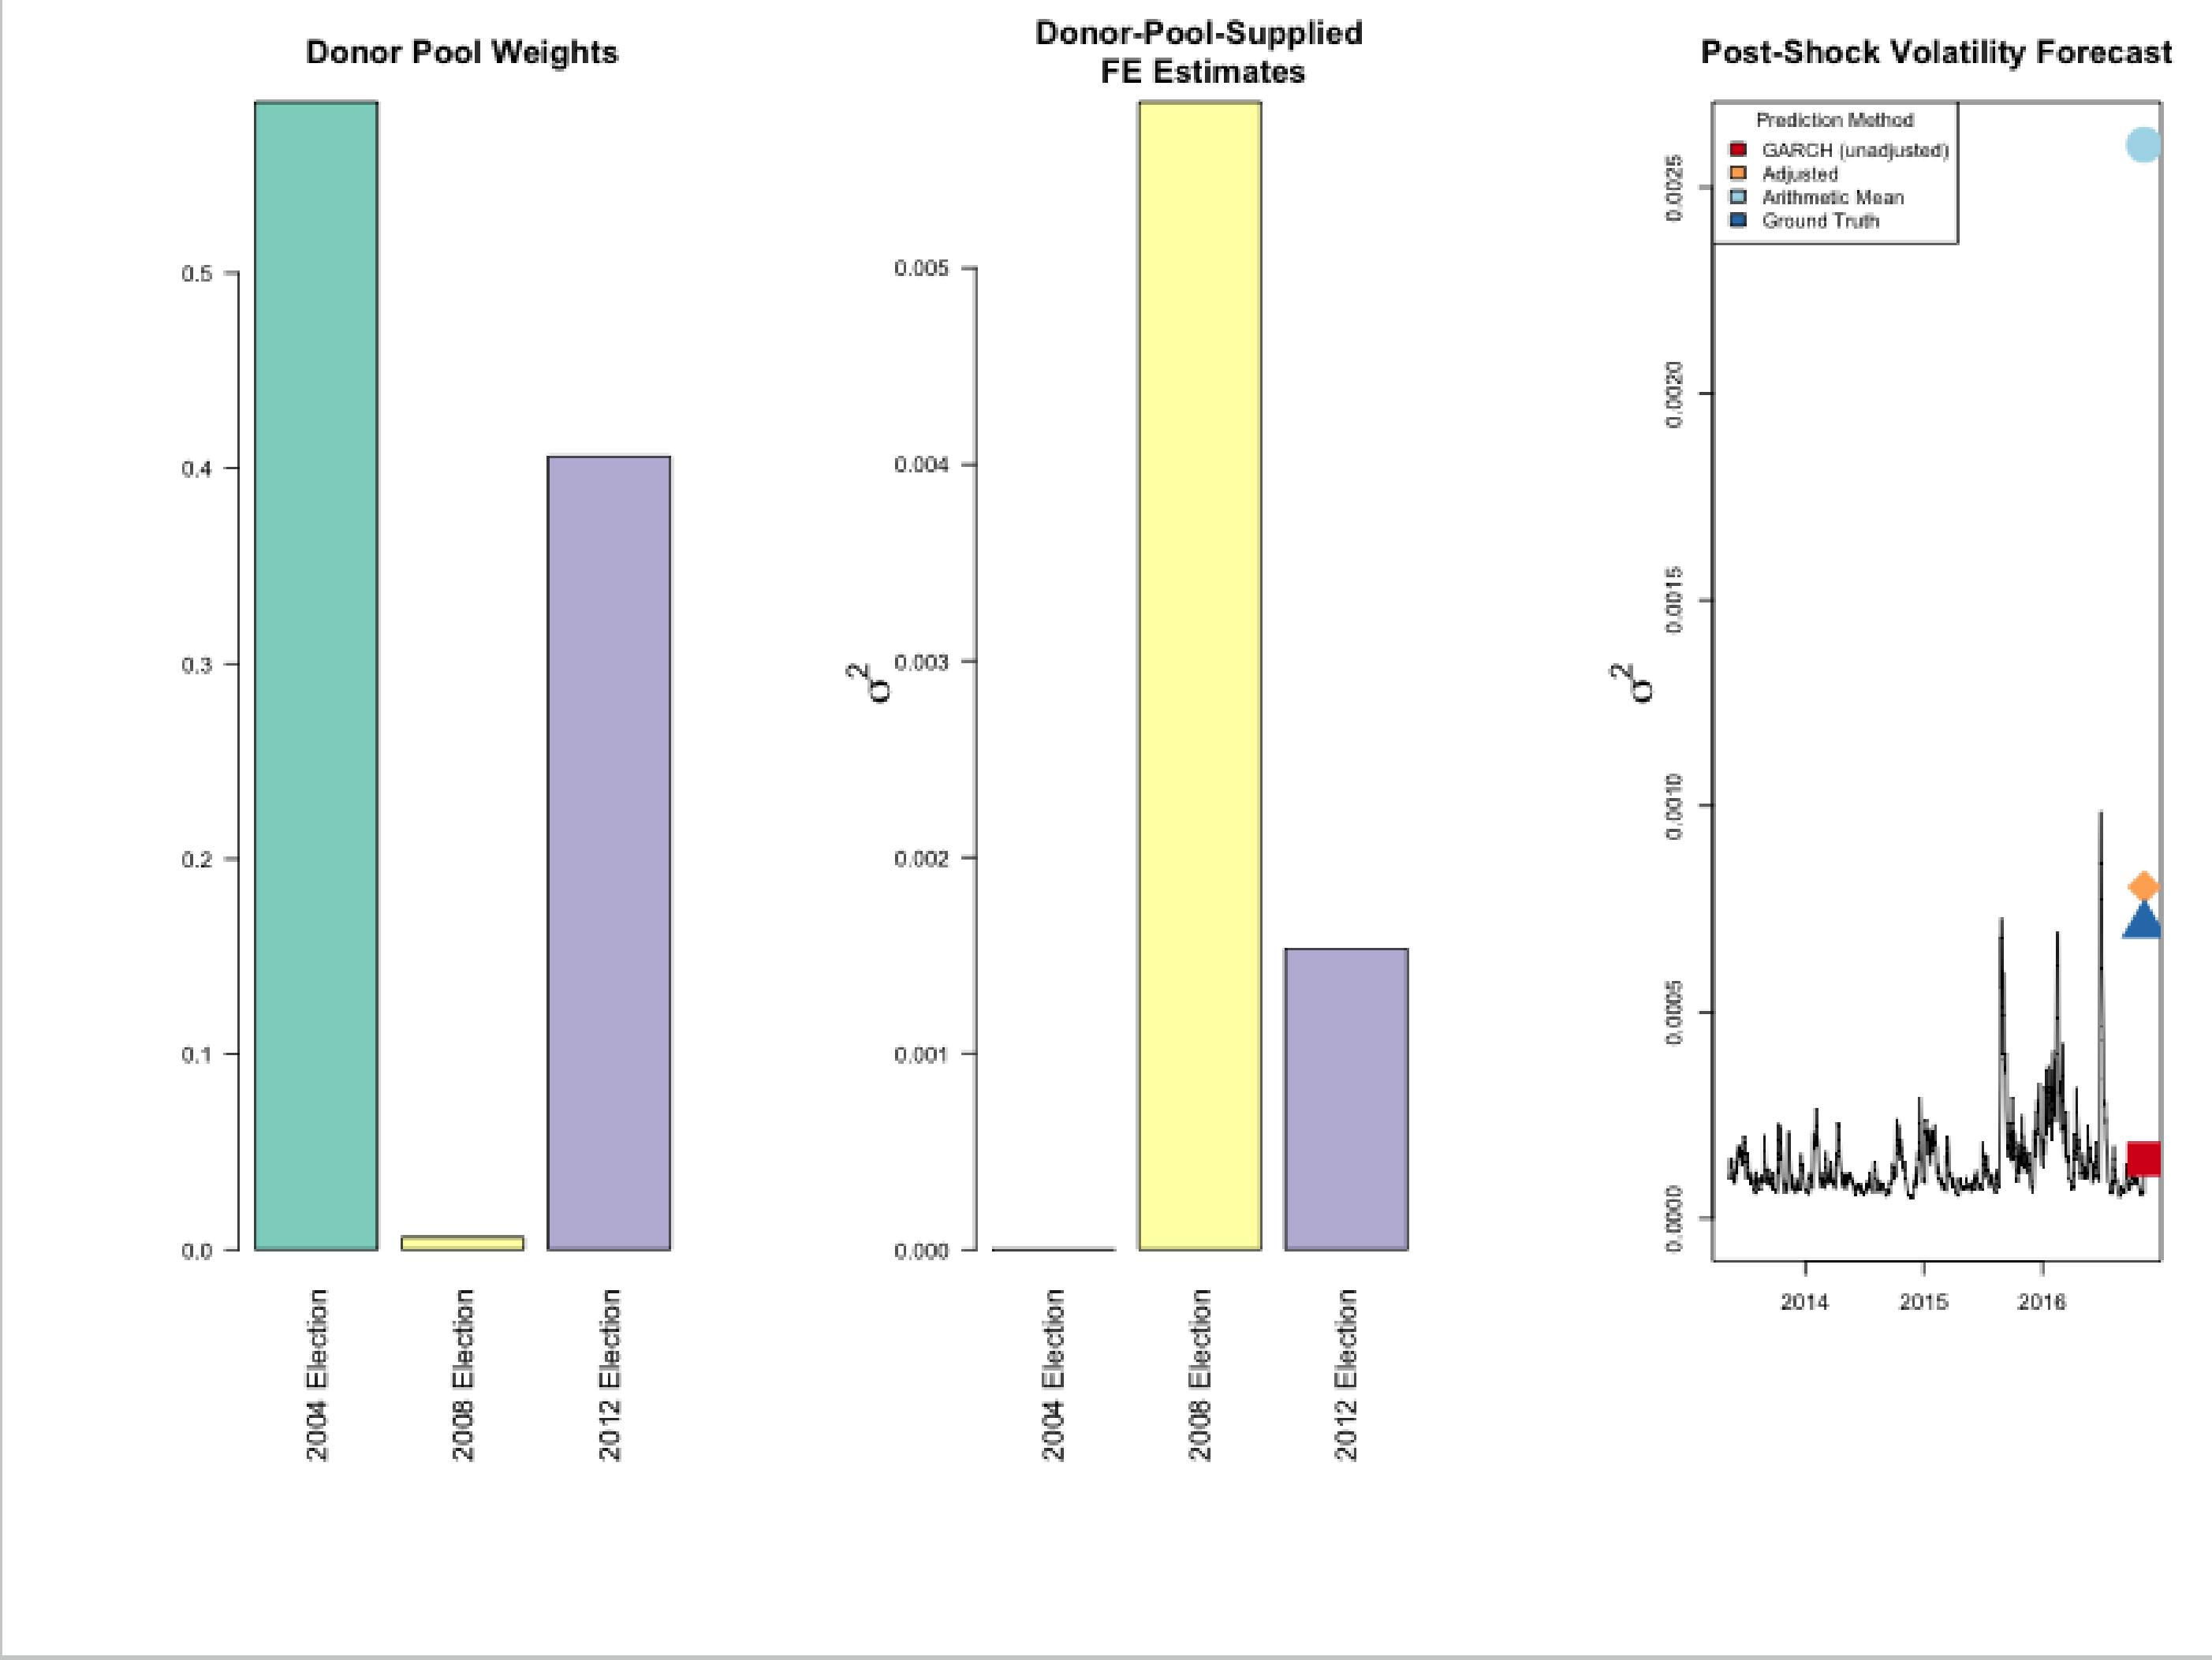 Donor Pool Weights
0.5
0.4
0.3
0.2
0.1
0.0
2004 Election
2008 Election
2012 Election
Donor-Pool-Supplied
FE Estimates
σ2
0.005
0.004
0.003
0.002
0.001
0.000
2004 Election
2008 Election
2012 Election
Post-Shock Volatility Forecast
Prediction Method
GARCH (unadjusted)
Adjusted
Arithmetic Mean
Ground Truth
σ2
0.0025
0.0020
0.0015
0.0010
0.0005
0.0000
2014
2015
2016